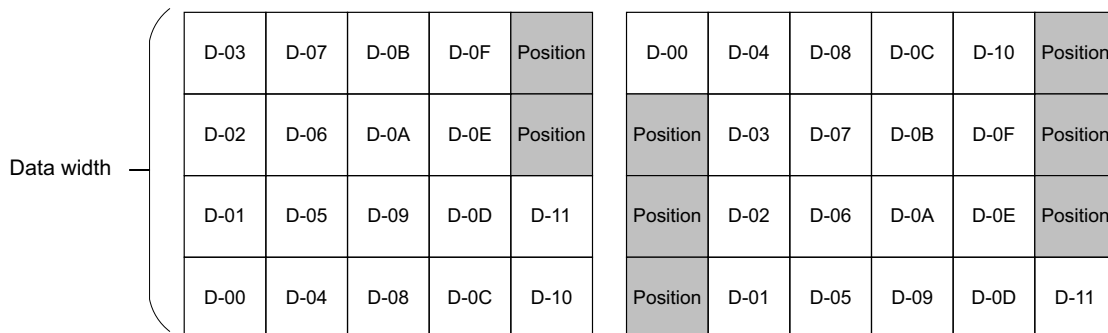 D-03 D-07 D-0B D-0F Position D-00 D-04 D-08 D-0C D-10 Position
D-02 D-06 D-0A D-0E Position Position D-03 D-07 D-0B D-0F Position
Data width
D-01 D-05 D-09 D-0D D-11 Position D-02 D-06 D-0A D-0E Position
D-00 D-04 D-08 D-0C D-10 Position D-01 D-05 D-09 D-0D D-11